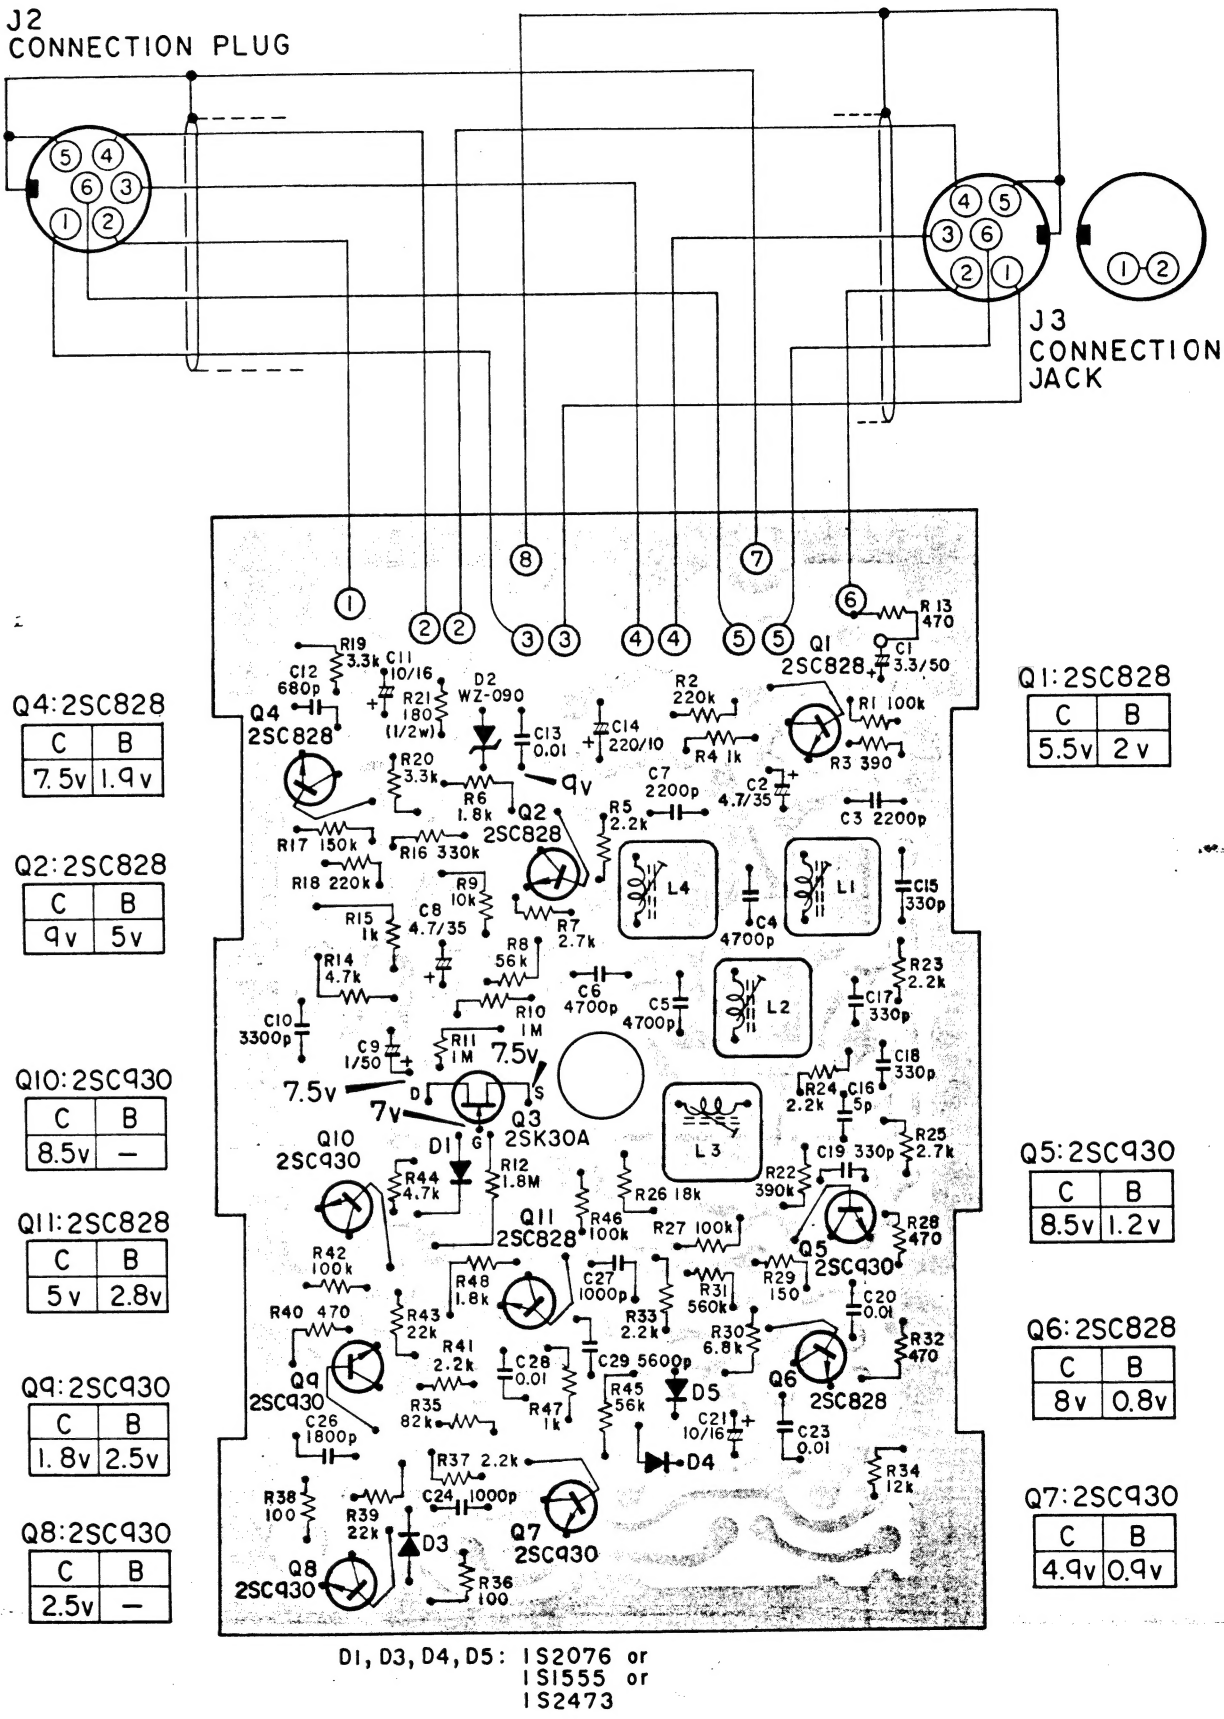 J2
CONNECTION PLUG
5 4
6 3
1 2
4 5
3 6
2 1
1-2
J3
CONNECTION
JACK
8 7
1 6
2 2 3 3 4 4 5 5
R13
470
R19
3.3k
C11
10/16
C12
680p
D2
WZ-090
R2
220k
Q1
2SC828
C1
3.3/50
+
Q4:2SC828
C B
7.5v 1.9v
Q1:2SC828
C B
5.5v 2v
Q4
2SC828
+
R21
180
(1/2w)
C13
0.01
+
C14
220/10
R4 1k
R1 100k
R3 390
R20
3.3k
R6
1.8k
9v
C7
2200p
C2
4.7/35
+
C3 2200p
Q2
2SC828
R5
2.2k
R17 150k
R16 330k
R18 220k
Q2:2SC828
C B
9v 5v
R9
10k
L4
L1
C15
330p
R15
1k
C8
4.7/35
+
R7
2.7k
C4
4700p
R8
56k
R14
4.7k
C6
4700p
C5
4700p
L2
R23
2.2k
C17
330p
C10
3300p
R10
1M
C9
1/50
+
R11
1M
7.5v
7.5v
D
S
7v
G
Q3
2SK30A
C18
330p
R24
2.2k
C16
5p
Q10:2SC930
C B
8.5v —
L3
R25
2.7k
Q10
2SC930
D1
R12
1.8M
R44
4.7k
C19 330p
R22
390k
R26 18k
Q5:2SC930
C B
8.5v 1.2v
Q11:2SC828
C B
5v 2.8v
Q11
2SC828
R46
100k
R27 100k
R28
470
Q5
2SC930
R42
100k
R48
1.8k
C27
1000p
R31
560k
R29
150
C20
0.01
R40 470
R43
22k
R33
2.2k
R30
6.8k
R32
470
Q6:2SC828
C B
8v 0.8v
R41
2.2k
C28
0.01
C29 5600p
Q9
2SC930
R35
82k
R47
1k
R45
56k
D5
Q6
2SC828
Q9:2SC930
C B
1.8v 2.5v
C26
1800p
C21
10/16
+
C23
0.01
D4
R37 2.2k
R38
100
R39
22k
C24 1000p
R34
12k
Q7:2SC930
C B
4.9v 0.9v
Q8:2SC930
C B
2.5v —
D3
Q7
2SC930
Q8
2SC930
R36
100
D1, D3, D4, D5: 1S2076 or
1S1555 or
1S2473